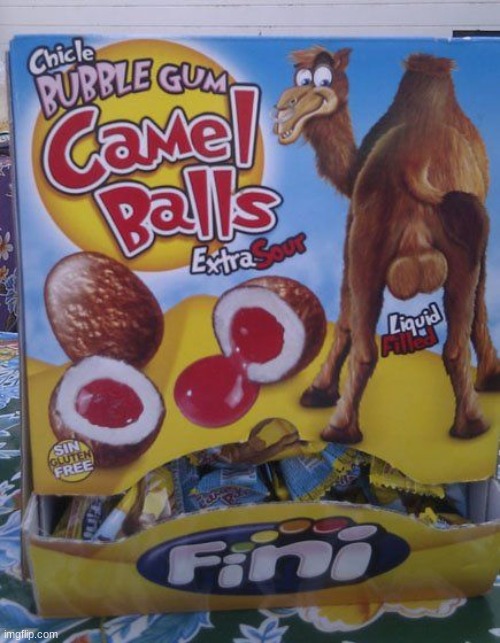 Chicle
BUBBLE GUM
Camel
Balls
Extra Sour
Liquid
Filled
SIN
GLUTEN
FREE
Fini
imgflip.com